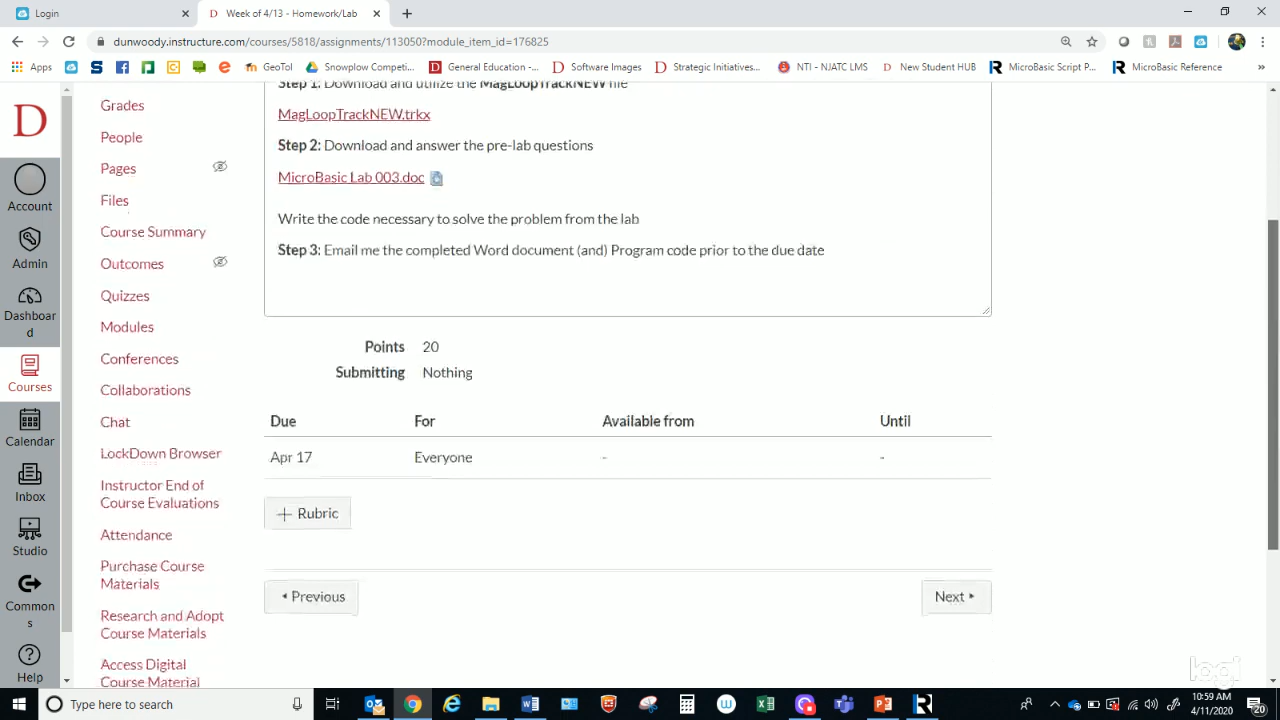 Login
D Week of 4/13 - Homework/Lab
dunwoody.instructure.com/courses/5818/assignments/113050?module_item_id=176825
Apps
GeoTol
Snowplow Competi...
D General Education -...
D Software Images
D Strategic Initiatives...
NTI - NJATC LMS
D New Student HUB
R MicroBasic Script P...
R MicroBasic Reference
»
D
Account
Admin
Dashboar
d
Courses
Calendar
Inbox
Studio
Common
s
Help
Grades
People
Pages
Files
Course Summary
Outcomes
Quizzes
Modules
Conferences
Collaborations
Chat
LockDown Browser
Instructor End of
Course Evaluations
Attendance
Purchase Course
Materials
Research and Adopt
Course Materials
Access Digital
Course Material
Step 1: Download and utilize the MagLoopTrackNEW file
MagLoopTrackNEW.trkx
Step 2: Download and answer the pre-lab questions
MicroBasic Lab 003.doc
Write the code necessary to solve the problem from the lab
Step 3: Email me the completed Word document (and) Program code prior to the due date
Points 20
Submitting Nothing
Due For Available from Until
Apr 17 Everyone - -
+ Rubric
Previous
Next
logi
Type here to search
10:59 AM
4/11/2020
20